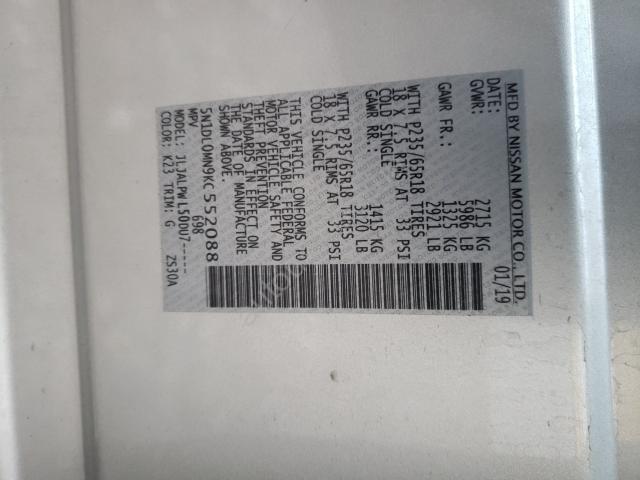 MFD BY NISSAN MOTOR CO., LTD.
DATE: 01/19
GVWR: 2715 KG
5986 LB
GAWR FR.: 1325 KG
2921 LB
WITH P235/65R18 TIRES
18 X 7.5 RIMS AT 33 PSI
COLD SINGLE
GAWR RR.: 1415 KG
3120 LB
WITH P235/65R18 TIRES
18 X 7.5 RIMS AT 33 PSI
COLD SINGLE
THIS VEHICLE CONFORMS TO
ALL APPLICABLE FEDERAL
MOTOR VEHICLE SAFETY AND
THEFT PREVENTION
STANDARDS IN EFFECT ON
THE DATE OF MANUFACTURE
SHOWN ABOVE.
5N1DL0MN9KC552088
MPV 698
MODEL: JLJALPWL50DU7-----
COLOR: K23 TRIM: G ZS30A